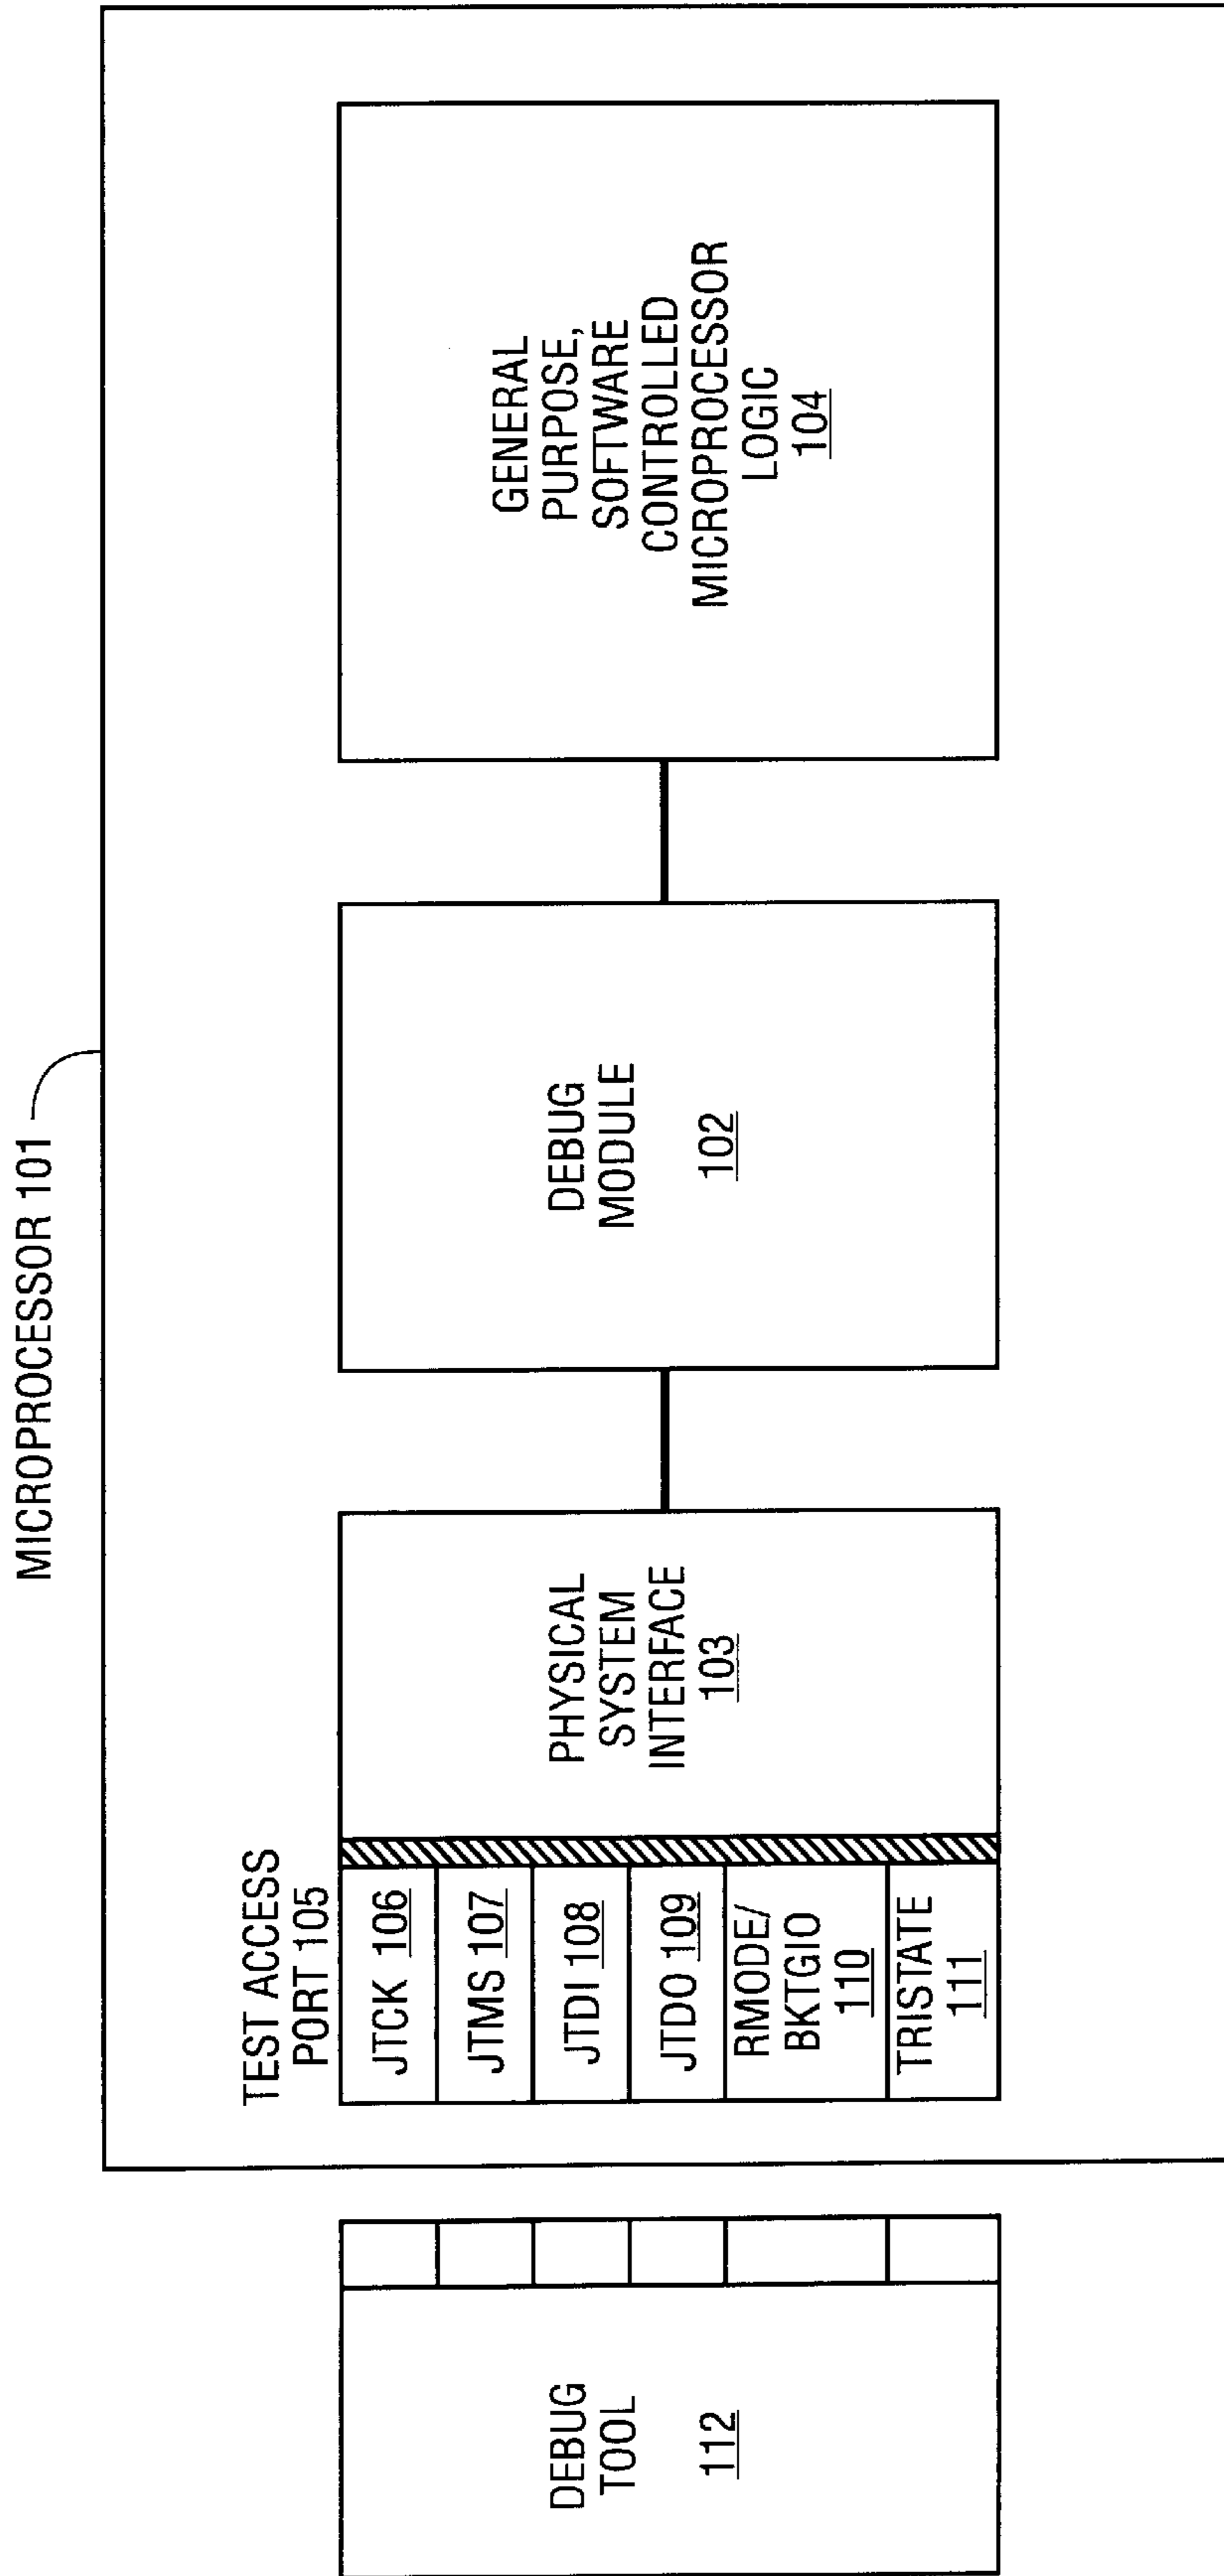 MICROPROCESSOR 101
DEBUG
TOOL
112
TEST ACCESS
PORT 105
JTCK 106
JTMS 107
JTDI 108
JTDO 109
RMODE/
BKTGIO
110
TRISTATE
111
PHYSICAL
SYSTEM
INTERFACE
103
DEBUG
MODULE
102
GENERAL
PURPOSE,
SOFTWARE
CONTROLLED
MICROPROCESSOR
LOGIC
104